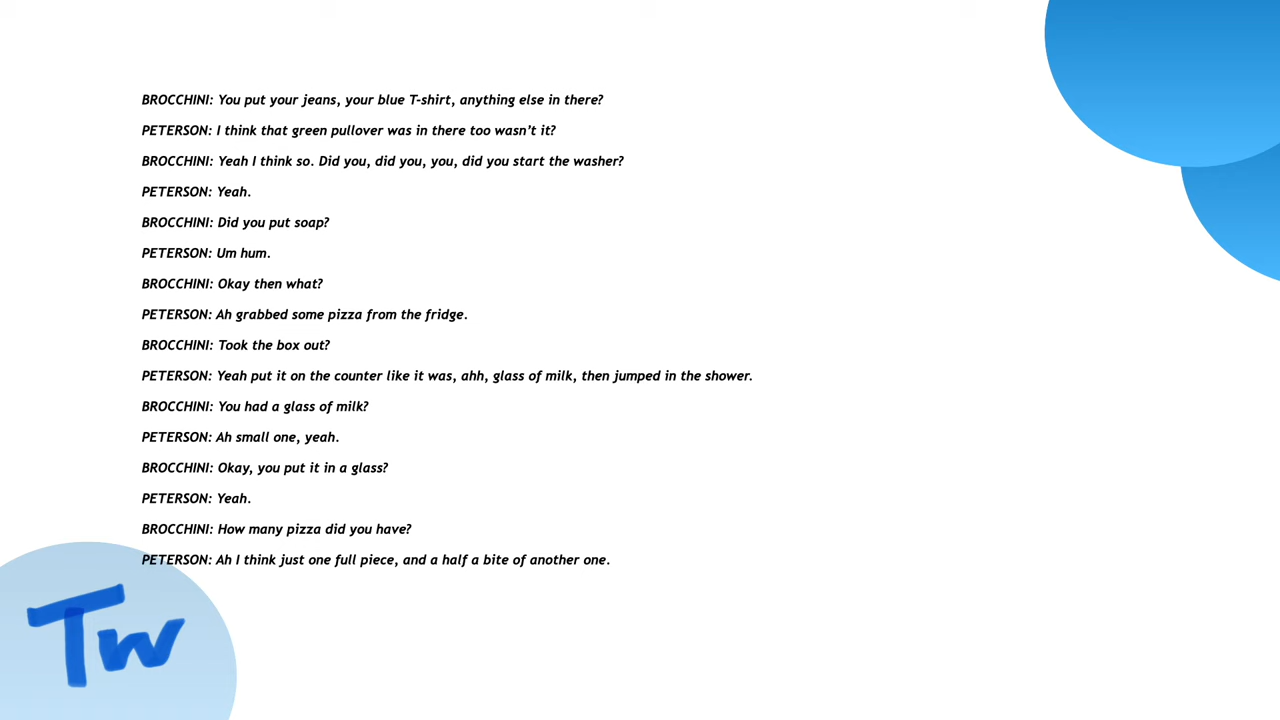 BROCCHINI: You put your jeans, your blue T-shirt, anything else in there?
PETERSON: I think that green pullover was in there too wasn’t it?
BROCCHINI: Yeah I think so. Did you, did you, you, did you start the washer?
PETERSON: Yeah.
BROCCHINI: Did you put soap?
PETERSON: Um hum.
BROCCHINI: Okay then what?
PETERSON: Ah grabbed some pizza from the fridge.
BROCCHINI: Took the box out?
PETERSON: Yeah put it on the counter like it was, ahh, glass of milk, then jumped in the shower.
BROCCHINI: You had a glass of milk?
PETERSON: Ah small one, yeah.
BROCCHINI: Okay, you put it in a glass?
PETERSON: Yeah.
BROCCHINI: How many pizza did you have?
PETERSON: Ah I think just one full piece, and a half a bite of another one.
Tw